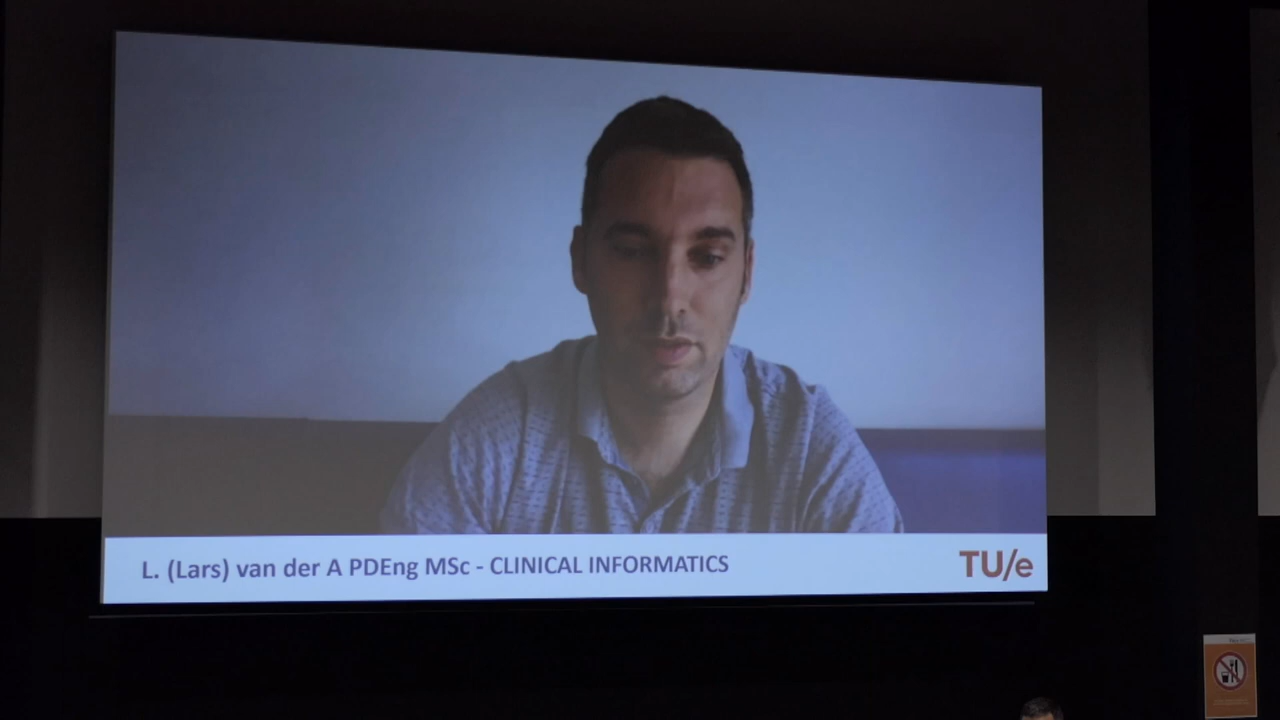 L. (Lars) van der A PDEng MSc - CLINICAL INFORMATICS
TU/e